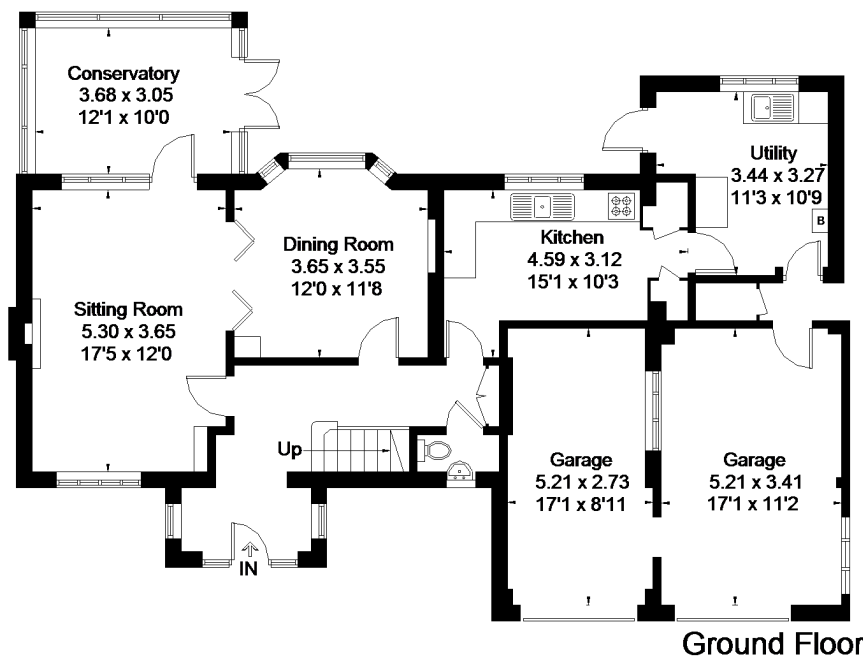 Conservatory
3.68 x 3.05
12'1 x 10'0
Utility
3.44 x 3.27
11'3 x 10'9
B
Dining Room
3.65 x 3.55
12'0 x 11'8
Kitchen
4.59 x 3.12
15'1 x 10'3
Sitting Room
5.30 x 3.65
17'5 x 12'0
Up
Garage
5.21 x 2.73
17'1 x 8'11
Garage
5.21 x 3.41
17'1 x 11'2
IN
Ground Floor